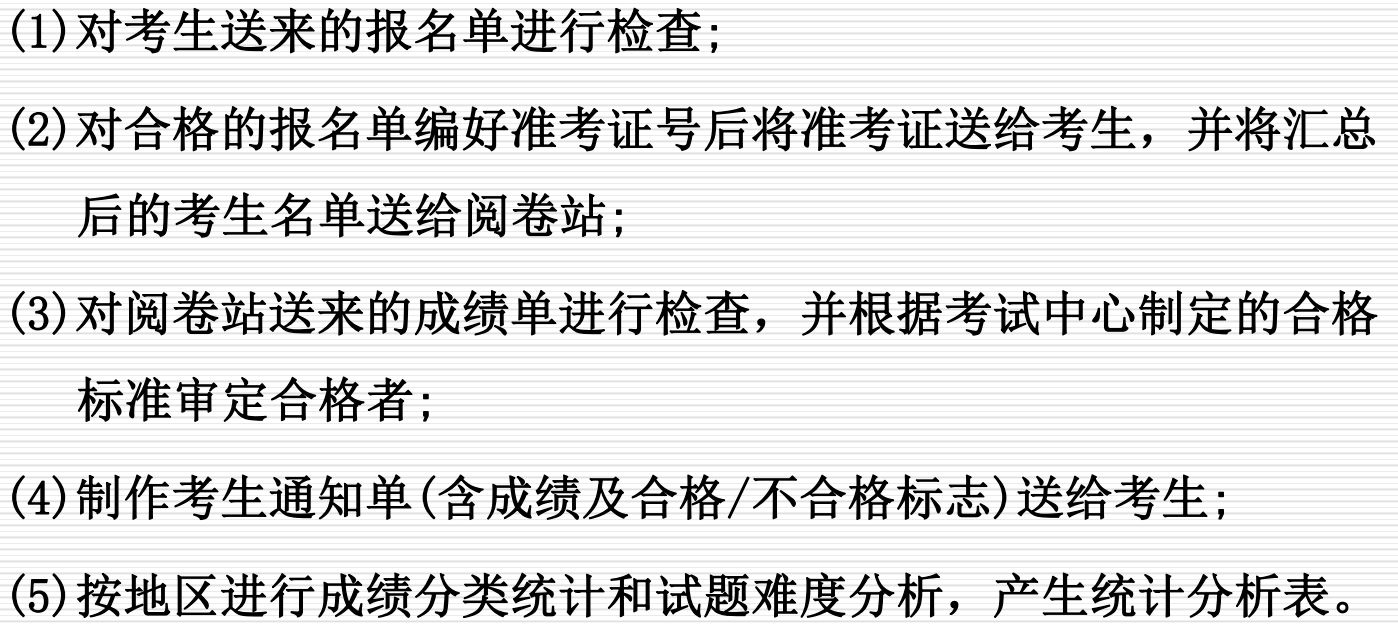 (1)对考生送来的报名单进行检查;
(2)对合格的报名单编好准考证号后将准考证送给考生，并将汇总
后的考生名单送给阅卷站;
(3)对阅卷站送来的成绩单进行检查，并根据考试中心制定的合格
标准审定合格者;
(4)制作考生通知单(含成绩及合格/不合格标志)送给考生;
(5)按地区进行成绩分类统计和试题难度分析，产生统计分析表。